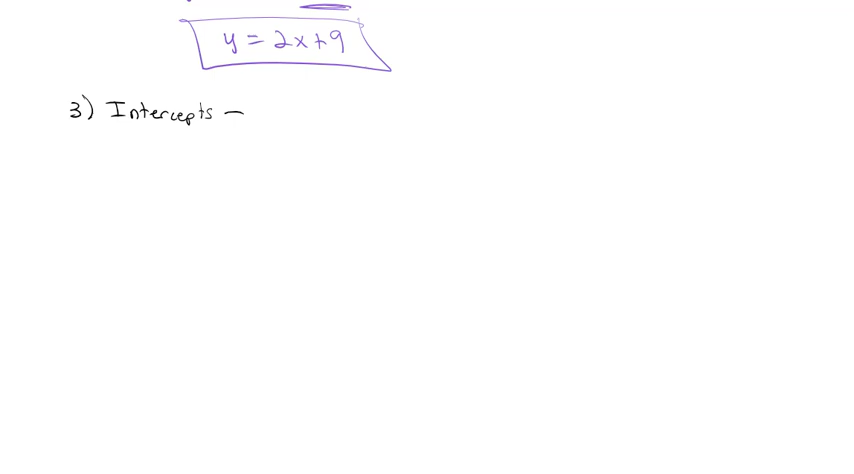 y = 2x+9
3) Intercepts –